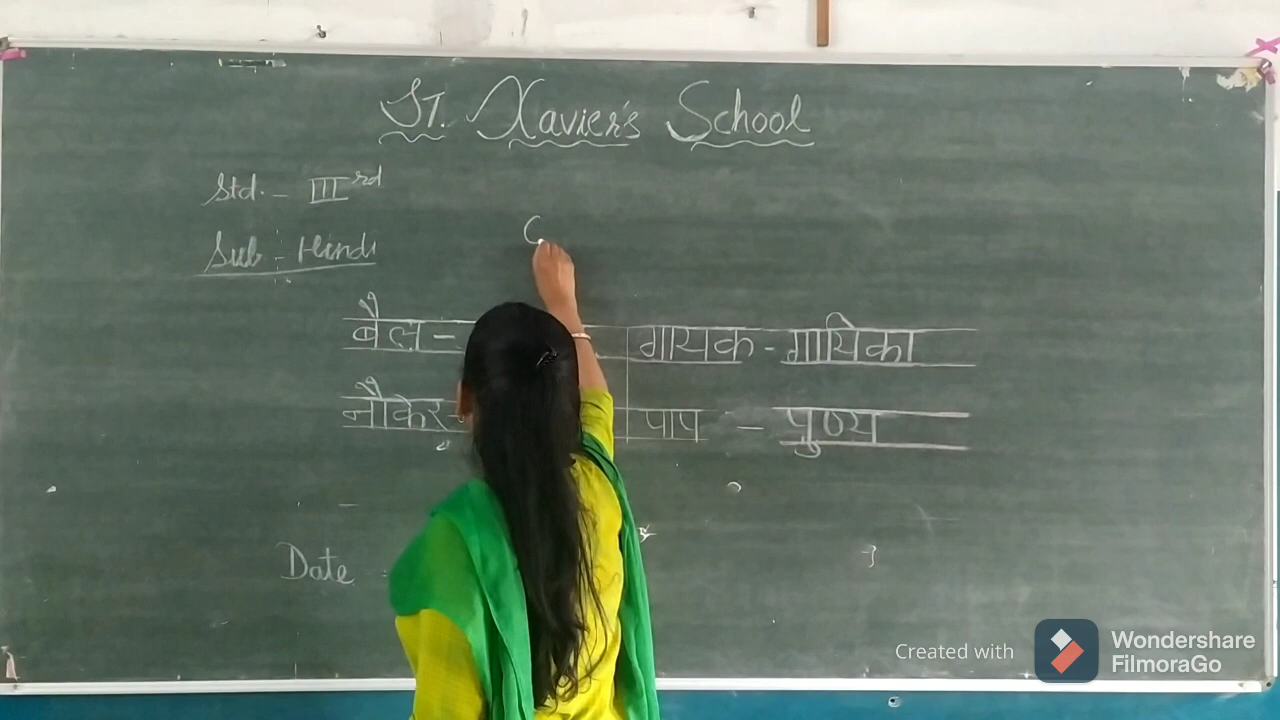 ST. Xavier's School
Std. - III rd
Sub - Hindi
C
बैल - गायक - गायिका
नौकर - पाप - पुण्य
Date
Created with Wondershare FilmoraGo